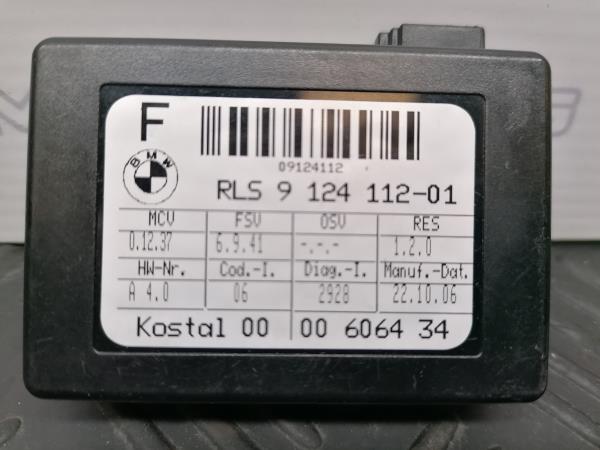 F
09124112
BMW
RLS 9 124 112-01
MCV FSV OSV RES
0.12.37 6.9.41 -.-.- 1.2.0
HW-Nr. Cod.-I. Diag.-I. Manuf.-Dat.
A 4.0 06 2928 22.10.06
Kostal 00 00 6064 34